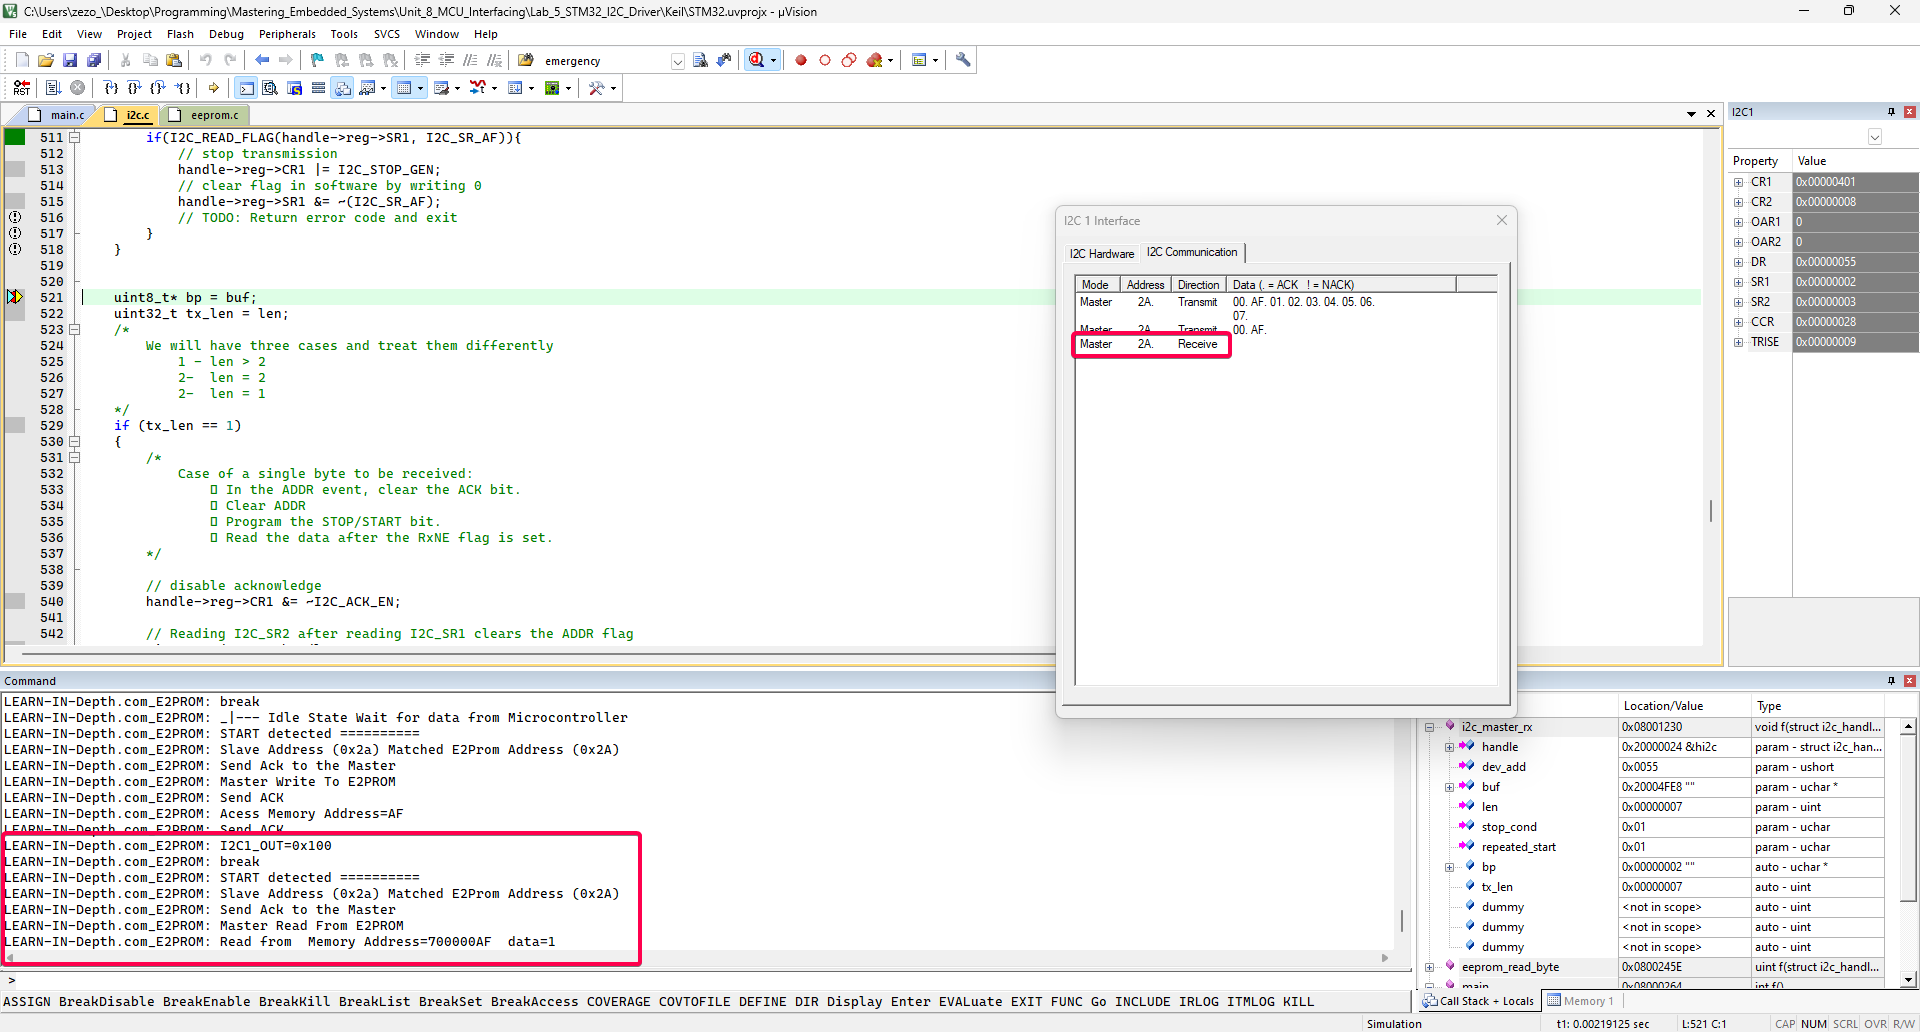 C:\Users\zezo_\Desktop\Programming\Mastering_Embedded_Systems\Unit_8_MCU_Interfacing\Lab_5_STM32_I2C_Driver\Keil\STM32.uvprojx - µVision
File Edit View Project Flash Debug Peripherals Tools SVCS Window Help
emergency
RST
main.c i2c.c eeprom.c
511 if(I2C_READ_FLAG(handle->reg->SR1, I2C_SR_AF)){
512 // stop transmission
513 handle->reg->CR1 |= I2C_STOP_GEN;
514 // clear flag in software by writing 0
515 handle->reg->SR1 &= ~(I2C_SR_AF);
516 // TODO: Return error code and exit
517 }
518 }
519
520
521 uint8_t* bp = buf;
522 uint32_t tx_len = len;
523 /*
524 We will have three cases and treat them differently
525 1 - len > 2
526 2- len = 2
527 2- len = 1
528 */
529 if (tx_len == 1)
530 {
531 /*
532 Case of a single byte to be received:
533 In the ADDR event, clear the ACK bit.
534 Clear ADDR
535 Program the STOP/START bit.
536 Read the data after the RxNE flag is set.
537 */
538
539 // disable acknowledge
540 handle->reg->CR1 &= ~I2C_ACK_EN;
541
542 // Reading I2C_SR2 after reading I2C_SR1 clears the ADDR flag
I2C 1 Interface
I2C Hardware I2C Communication
Mode Address Direction Data (. = ACK ! = NACK)
Master 2A. Transmit 00. AF. 01. 02. 03. 04. 05. 06.
07.
Master 2A. Transmit 00. AF.
Master 2A. Receive
I2C1
Property Value
CR1 0x00000401
CR2 0x00000008
OAR1 0
OAR2 0
DR 0x00000055
SR1 0x00000002
SR2 0x00000003
CCR 0x00000028
TRISE 0x00000009
Command
LEARN-IN-Depth.com_E2PROM: break
LEARN-IN-Depth.com_E2PROM: _|--- Idle State Wait for data from Microcontroller
LEARN-IN-Depth.com_E2PROM: START detected ==========
LEARN-IN-Depth.com_E2PROM: Slave Address (0x2a) Matched E2Prom Address (0x2A)
LEARN-IN-Depth.com_E2PROM: Send Ack to the Master
LEARN-IN-Depth.com_E2PROM: Master Write To E2PROM
LEARN-IN-Depth.com_E2PROM: Send ACK
LEARN-IN-Depth.com_E2PROM: Acess Memory Address=AF
LEARN-IN-Depth.com_E2PROM: Send ACK
LEARN-IN-Depth.com_E2PROM: I2C1_OUT=0x100
LEARN-IN-Depth.com_E2PROM: break
LEARN-IN-Depth.com_E2PROM: START detected ==========
LEARN-IN-Depth.com_E2PROM: Slave Address (0x2a) Matched E2Prom Address (0x2A)
LEARN-IN-Depth.com_E2PROM: Send Ack to the Master
LEARN-IN-Depth.com_E2PROM: Master Read From E2PROM
LEARN-IN-Depth.com_E2PROM: Read from Memory Address=700000AF data=1
>
ASSIGN BreakDisable BreakEnable BreakKill BreakList BreakSet BreakAccess COVERAGE COVTOFILE DEFINE DIR Display Enter EVALuate EXIT FUNC Go INCLUDE IRLOG ITMLOG KILL
Location/Value Type
i2c_master_rx 0x08001230 void f(struct i2c_handl...
handle 0x20000024 &hi2c param - struct i2c_han...
dev_add 0x0055 param - ushort
buf 0x20004FE8 "" param - uchar *
len 0x00000007 param - uint
stop_cond 0x01 param - uchar
repeated_start 0x01 param - uchar
bp 0x00000002 "" auto - uchar *
tx_len 0x00000007 auto - uint
dummy <not in scope> auto - uint
dummy <not in scope> auto - uint
dummy <not in scope> auto - uint
eeprom_read_byte 0x0800245E uint f(struct i2c_handl...
main 0x08000264 int f()
Call Stack + Locals Memory 1
Simulation t1: 0.00219125 sec L:521 C:1 CAP NUM SCRL OVR R/W